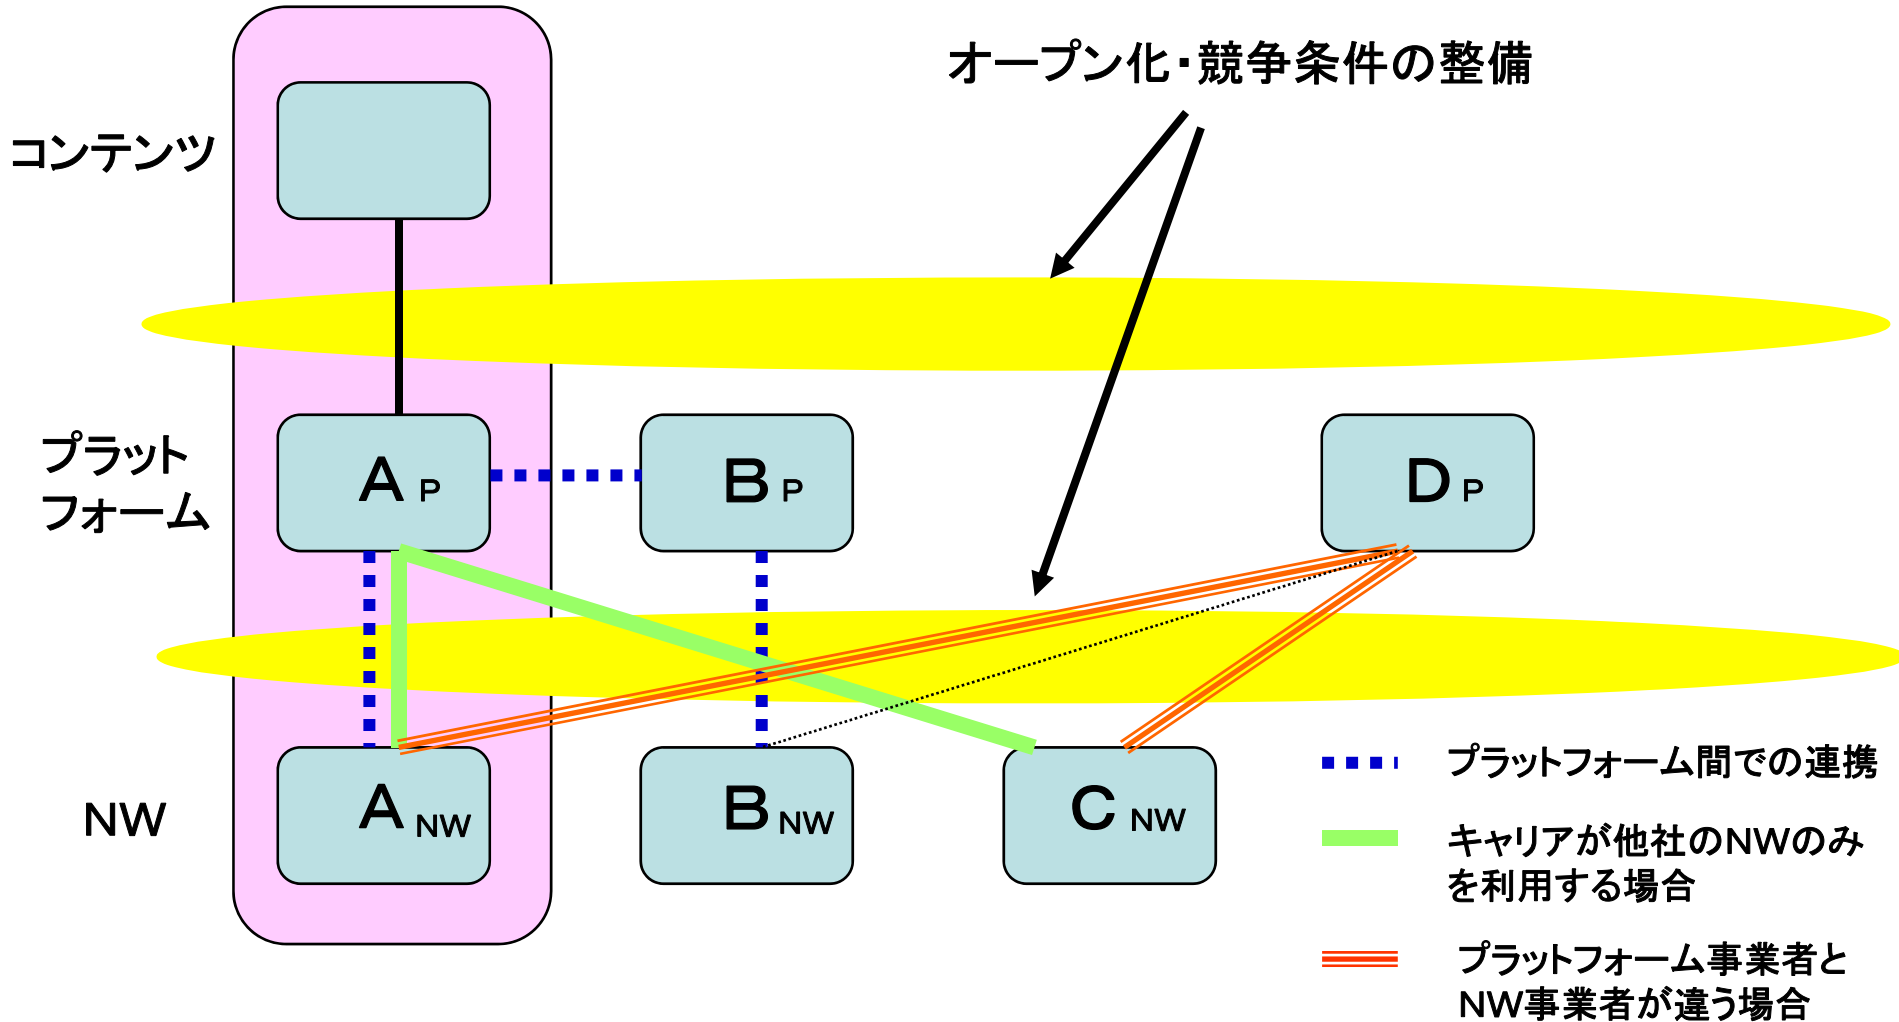 オープン化・競争条件の整備
コンテンツ
プラット
フォーム
A P
B P
D P
NW
A NW
B NW
C NW
プラットフォーム間での連携
キャリアが他社のNWのみ
を利用する場合
プラットフォーム事業者と
NW事業者が違う場合